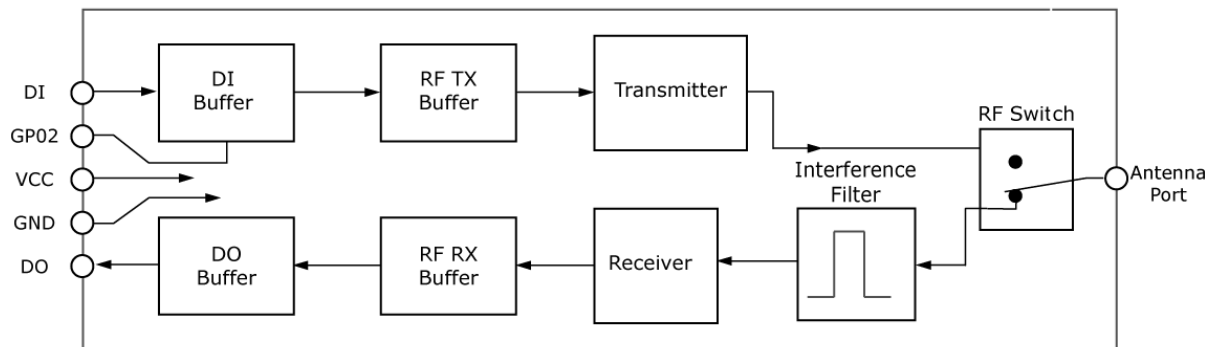 DI
GP02
VCC
GND
DO
DI
Buffer
RF TX
Buffer
Transmitter
RF Switch
Interference
Filter
Antenna
Port
DO
Buffer
RF RX
Buffer
Receiver